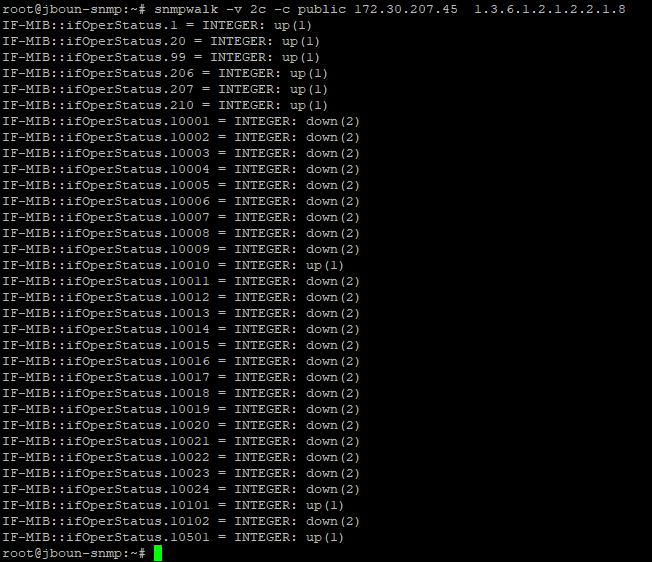 root@jboun-snmp:~# snmpwalk -v 2c -c public 172.30.207.45  1.3.6.1.2.1.2.2.1.8
IF-MIB::ifOperStatus.1 = INTEGER: up(1)
IF-MIB::ifOperStatus.20 = INTEGER: up(1)
IF-MIB::ifOperStatus.99 = INTEGER: up(1)
IF-MIB::ifOperStatus.206 = INTEGER: up(1)
IF-MIB::ifOperStatus.207 = INTEGER: up(1)
IF-MIB::ifOperStatus.210 = INTEGER: up(1)
IF-MIB::ifOperStatus.10001 = INTEGER: down(2)
IF-MIB::ifOperStatus.10002 = INTEGER: down(2)
IF-MIB::ifOperStatus.10003 = INTEGER: down(2)
IF-MIB::ifOperStatus.10004 = INTEGER: down(2)
IF-MIB::ifOperStatus.10005 = INTEGER: down(2)
IF-MIB::ifOperStatus.10006 = INTEGER: down(2)
IF-MIB::ifOperStatus.10007 = INTEGER: down(2)
IF-MIB::ifOperStatus.10008 = INTEGER: down(2)
IF-MIB::ifOperStatus.10009 = INTEGER: down(2)
IF-MIB::ifOperStatus.10010 = INTEGER: up(1)
IF-MIB::ifOperStatus.10011 = INTEGER: down(2)
IF-MIB::ifOperStatus.10012 = INTEGER: down(2)
IF-MIB::ifOperStatus.10013 = INTEGER: down(2)
IF-MIB::ifOperStatus.10014 = INTEGER: down(2)
IF-MIB::ifOperStatus.10015 = INTEGER: down(2)
IF-MIB::ifOperStatus.10016 = INTEGER: down(2)
IF-MIB::ifOperStatus.10017 = INTEGER: down(2)
IF-MIB::ifOperStatus.10018 = INTEGER: down(2)
IF-MIB::ifOperStatus.10019 = INTEGER: down(2)
IF-MIB::ifOperStatus.10020 = INTEGER: down(2)
IF-MIB::ifOperStatus.10021 = INTEGER: down(2)
IF-MIB::ifOperStatus.10022 = INTEGER: down(2)
IF-MIB::ifOperStatus.10023 = INTEGER: down(2)
IF-MIB::ifOperStatus.10024 = INTEGER: down(2)
IF-MIB::ifOperStatus.10101 = INTEGER: up(1)
IF-MIB::ifOperStatus.10102 = INTEGER: down(2)
IF-MIB::ifOperStatus.10501 = INTEGER: up(1)
root@jboun-snmp:~#